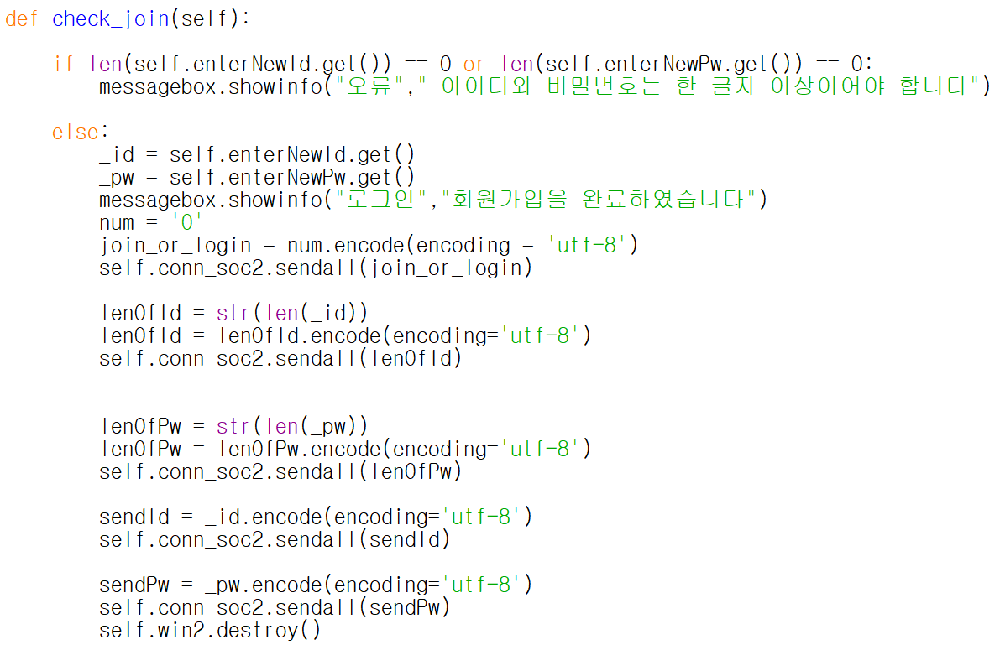 def check_join(self):
if len(self.enterNewId.get()) == 0 or len(self.enterNewPw.get()) == 0:
messagebox.showinfo("오류"," 아이디와 비밀번호는 한 글자 이상이어야 합니다")
else:
_id = self.enterNewId.get()
_pw = self.enterNewPw.get()
messagebox.showinfo("로그인","회원가입을 완료하였습니다")
num = '0'
join_or_login = num.encode(encoding = 'utf-8')
self.conn_soc2.sendall(join_or_login)
lenOfId = str(len(_id))
lenOfId = lenOfId.encode(encoding='utf-8')
self.conn_soc2.sendall(lenOfId)
lenOfPw = str(len(_pw))
lenOfPw = lenOfPw.encode(encoding='utf-8')
self.conn_soc2.sendall(lenOfPw)
sendId = _id.encode(encoding='utf-8')
self.conn_soc2.sendall(sendId)
sendPw = _pw.encode(encoding='utf-8')
self.conn_soc2.sendall(sendPw)
self.win2.destroy()